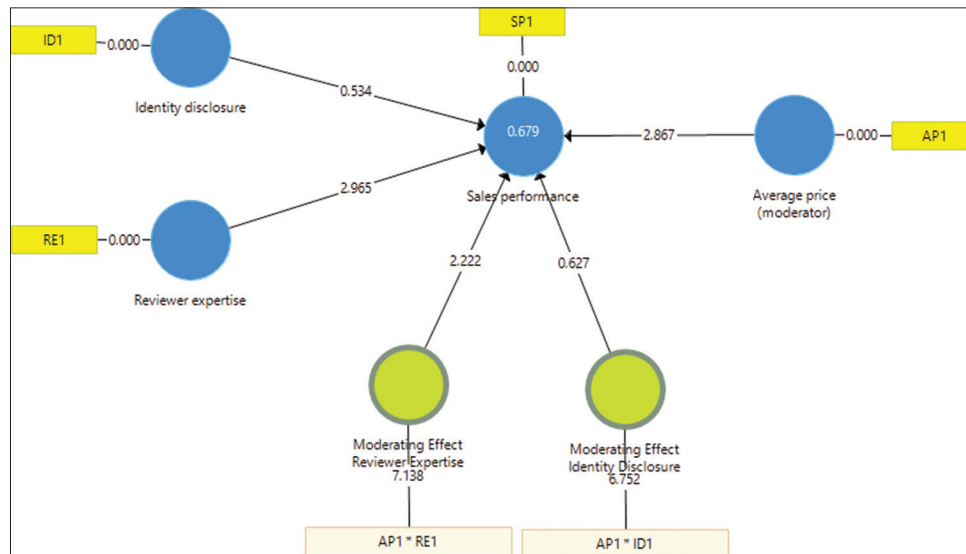 SP1
ID1
0.000
0.000
Identity disclosure
0.534
0.679
2.867
0.000
AP1
Sales performance
Average price
(moderator)
2.965
RE1
0.000
Reviewer expertise
2.222
0.627
Moderating Effect
Reviewer Expertise
7.138
Moderating Effect
Identity Disclosure
6.752
AP1 * RE1
AP1 * ID1